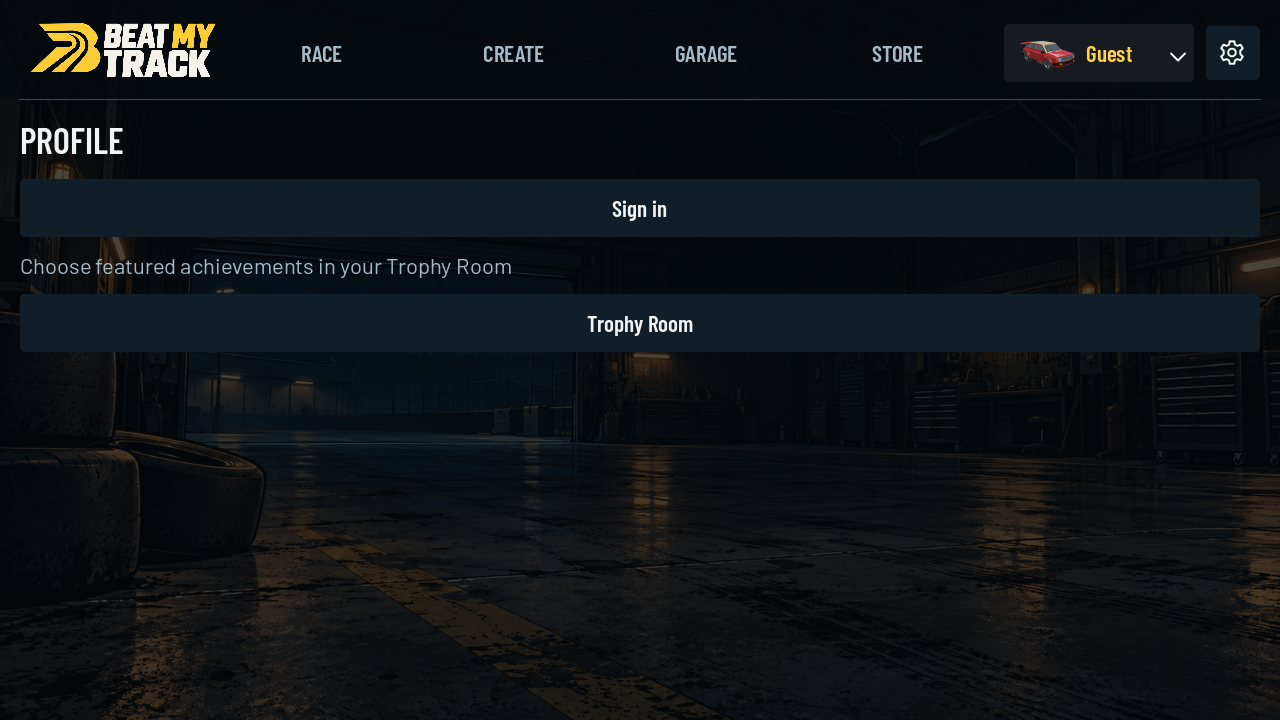 BEAT MY
TRACK
RACE
CREATE
GARAGE
STORE
Guest
PROFILE
Sign in
Choose featured achievements in your Trophy Room
Trophy Room